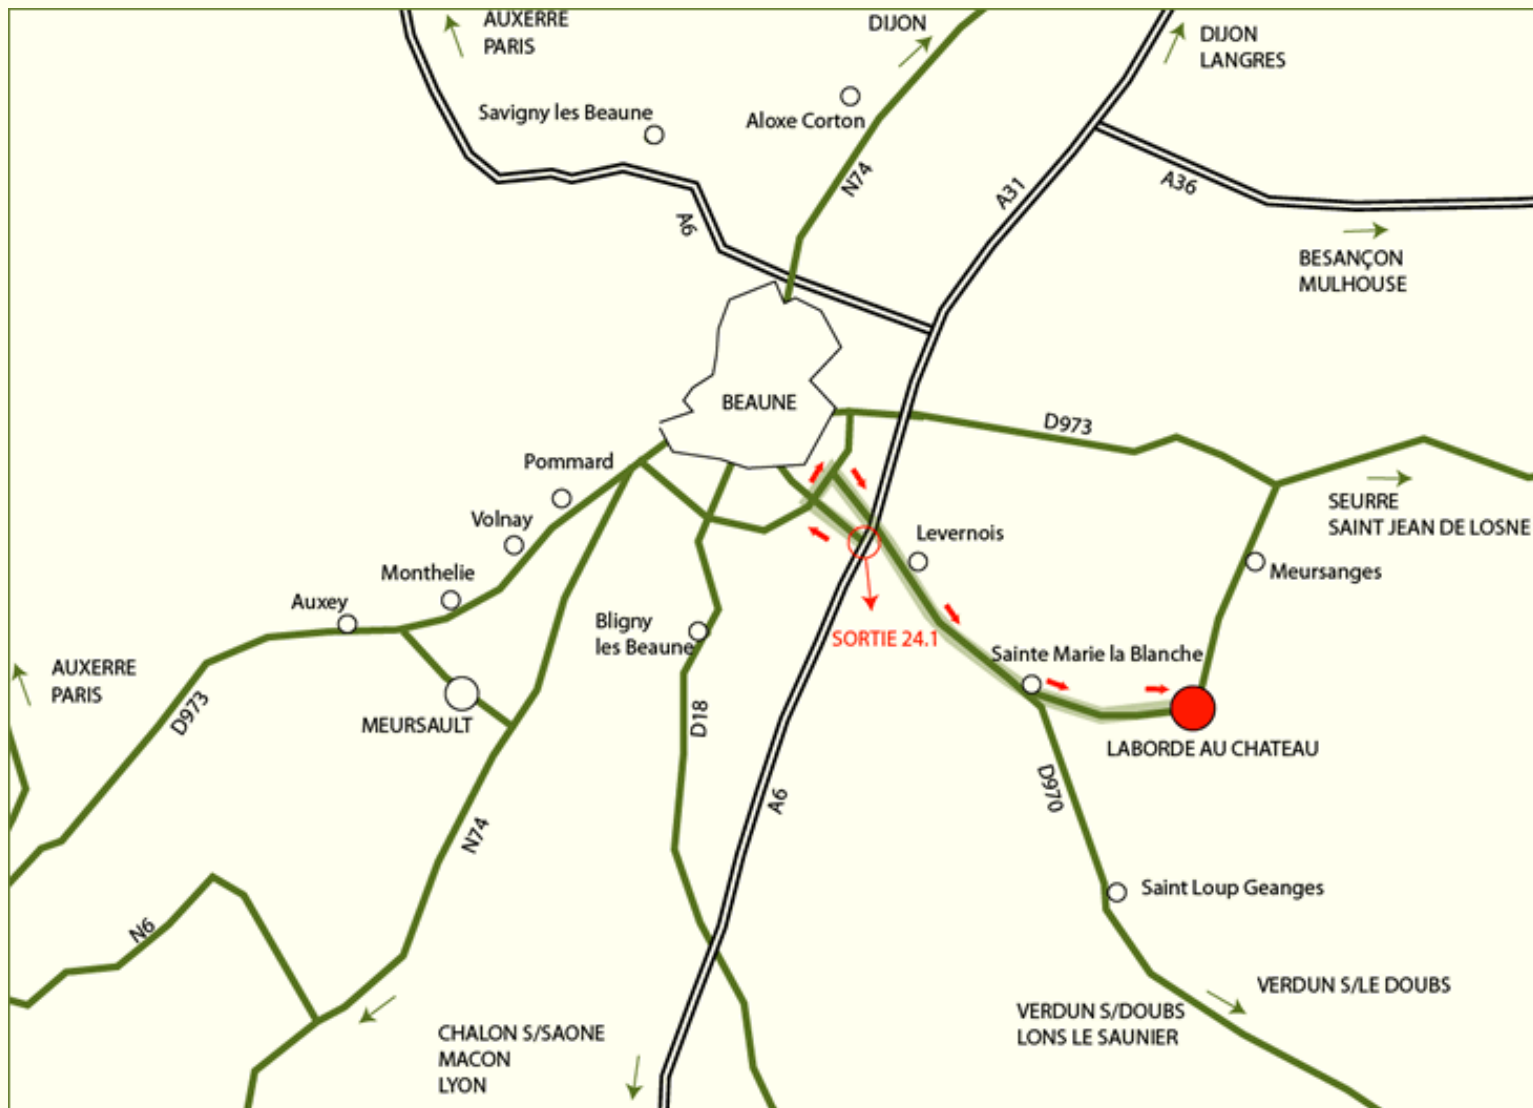 AUXERRE
PARIS
DIJON
DIJON
LANGRES
Savigny les Beaune
Aloxe Corton
N74
A31
A36
A6
BESANÇON
MULHOUSE
BEAUNE
D973
Pommard
SEURRE
SAINT JEAN DE LOSNE
Volnay
Levernois
Meursanges
Monthelie
Auxey
Bligny
les Beaune
SORTIE 24.1
Sainte Marie la Blanche
AUXERRE
PARIS
D973
MEURSAULT
D18
LABORDE AU CHATEAU
A6
D970
N74
Saint Loup Geanges
N6
VERDUN S/LE DOUBS
VERDUN S/DOUBS
LONS LE SAUNIER
CHALON S/SAONE
MACON
LYON